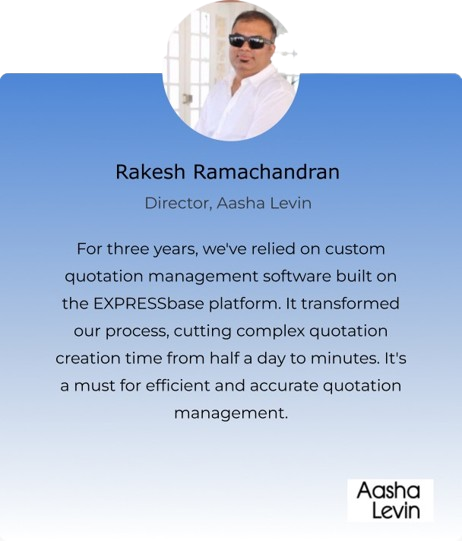 Rakesh Ramachandran
Director, Aasha Levin
For three years, we've relied on custom
quotation management software built on
the EXPRESSbase platform. It transformed
our process, cutting complex quotation
creation time from half a day to minutes. It's
a must for efficient and accurate quotation
management.
Aasha
Levin